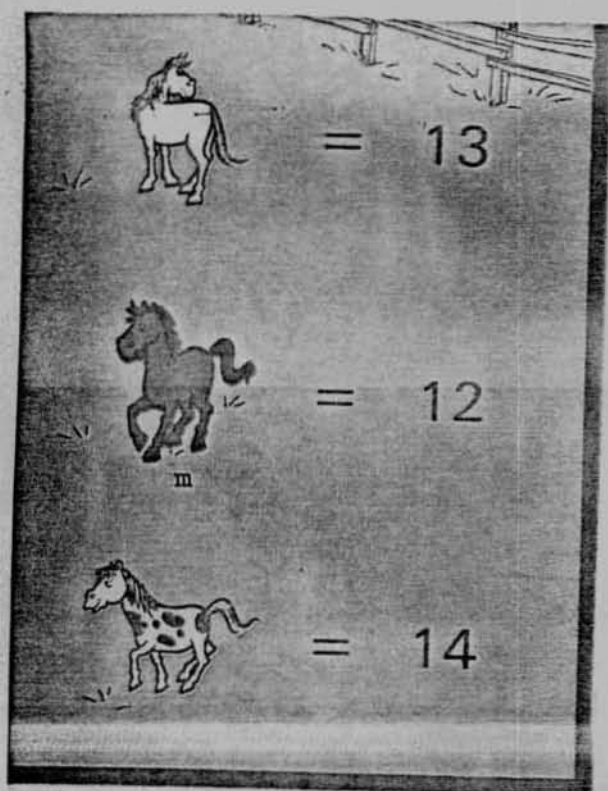 = 13
= 12
m
= 14